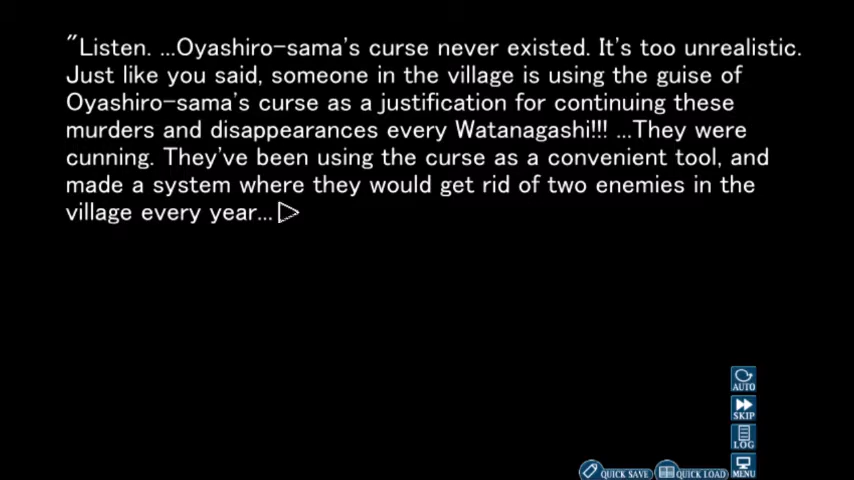 "Listen. ...Oyashiro-sama's curse never existed. It's too unrealistic.
Just like you said, someone in the village is using the guise of
Oyashiro-sama's curse as a justification for continuing these
murders and disappearances every Watanagashi!!! ...They were
cunning. They've been using the curse as a convenient tool, and
made a system where they would get rid of two enemies in the
village every year...
AUTO
SKIP
LOG
MENU
QUICK SAVE
QUICK LOAD